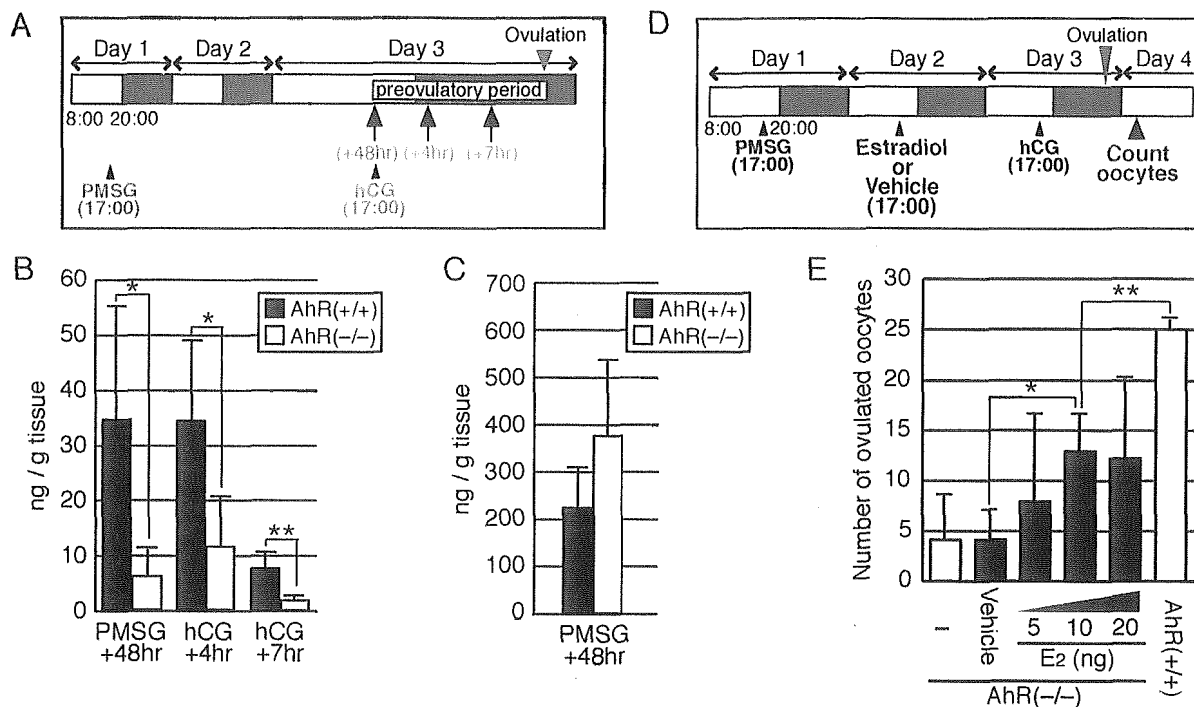 A
Ovulation
Day 1
Day 2
Day 3
preovulatory period
8:00 20:00
(+48hr) (+4hr) (+7hr)
PMSG
(17:00)
hCG
(17:00)
D
Ovulation
Day 1
Day 2
Day 3
Day 4
8:00 20:00
PMSG
(17:00)
Estradiol
or
Vehicle
(17:00)
hCG
(17:00)
Count
oocytes
B
60
50
40
30
20
10
0
ng / g tissue
* * **
AhR(+/+)
AhR(−/−)
PMSG
+48hr
hCG
+4hr
hCG
+7hr
C
700
600
500
400
300
200
100
0
ng / g tissue
AhR(+/+)
AhR(−/−)
PMSG
+48hr
E
30
25
20
15
10
5
0
Number of ovulated oocytes
* **
−
Vehicle
5 10 20
E2 (ng)
AhR(−/−)
AhR(+/+)